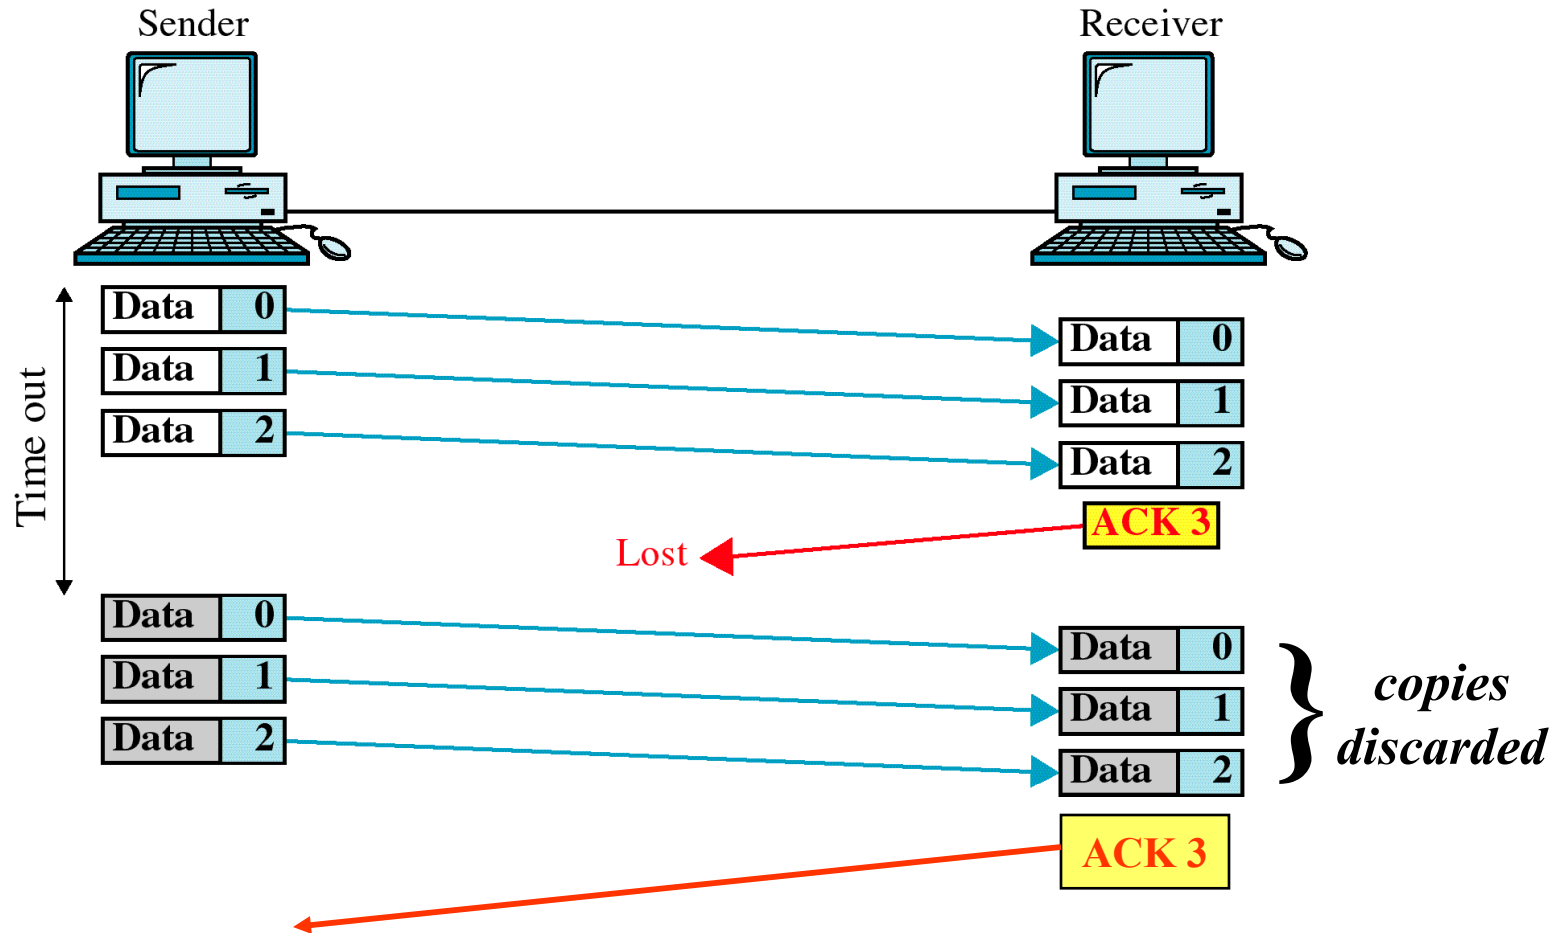 Sender
Receiver
Time out
Data 0
Data 0
Data 1
Data 1
Data 2
Data 2
ACK 3
Lost
Data 0
Data 0
Data 1
Data 1
Data 2
Data 2
copies
discarded
ACK 3